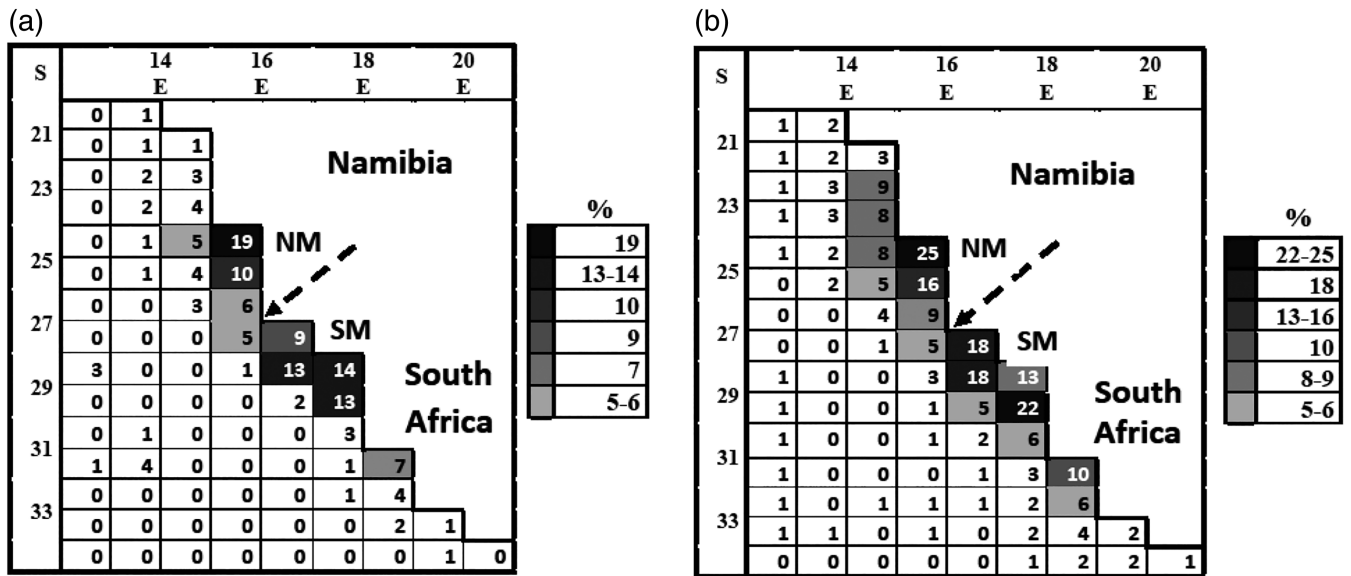 (a)
S 14 16 18 20
E E E E
0 1
21
0 1 1
Namibia
0 2 3
23
0 2 4
0 1 5 19 NM
25
0 1 4 10
0 0 3 6
27
0 0 0 5 9 SM
3 0 0 1 13 14
29
South
Africa
0 0 0 0 2 13
0 1 0 0 0 3
31
1 4 0 0 0 1 7
0 0 0 0 0 1 4
33
0 0 0 0 0 0 2 1
0 0 0 0 0 0 0 1 0
%
19
13-14
10
9
7
5-6
(b)
S 14 16 18 20
E E E E
1 2
21
1 2 3
Namibia
1 3 9
23
1 3 8
1 2 8 25 NM
25
0 2 5 16
0 0 4 9
27
0 0 1 5 18 SM
1 0 0 3 18 13
29
South
Africa
1 0 0 1 5 22
1 0 0 1 2 6
31
1 0 0 0 1 3 10
1 0 1 1 1 2 6
33
1 1 0 1 0 2 4 2
0 0 0 0 0 1 2 2 1
%
22-25
18
13-16
10
8-9
5-6